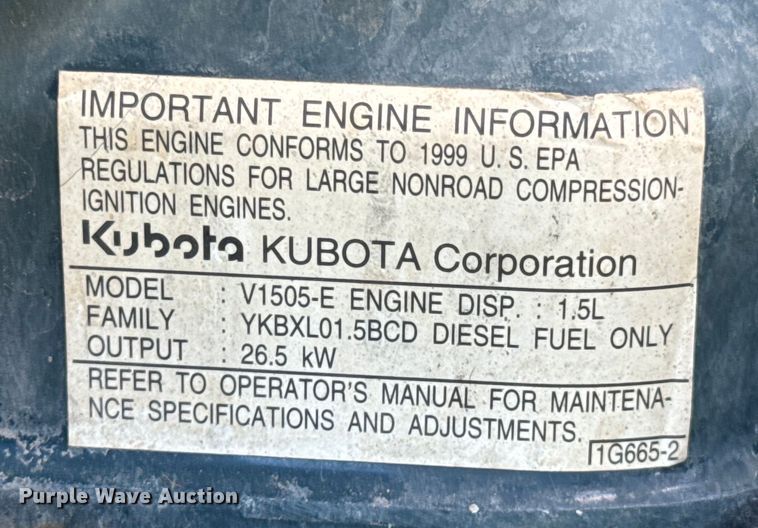 IMPORTANT ENGINE INFORMATION
THIS ENGINE CONFORMS TO 1999 U.S. EPA
REGULATIONS FOR LARGE NONROAD COMPRESSION-
IGNITION ENGINES.
Kubota KUBOTA Corporation
MODEL : V1505-E ENGINE DISP. : 1.5L
FAMILY : YKBXL01.5BCD DIESEL FUEL ONLY
OUTPUT : 26.5 kW
REFER TO OPERATOR'S MANUAL FOR MAINTENA-
NCE SPECIFICATIONS AND ADJUSTMENTS.
1G665-2
Purple Wave Auction